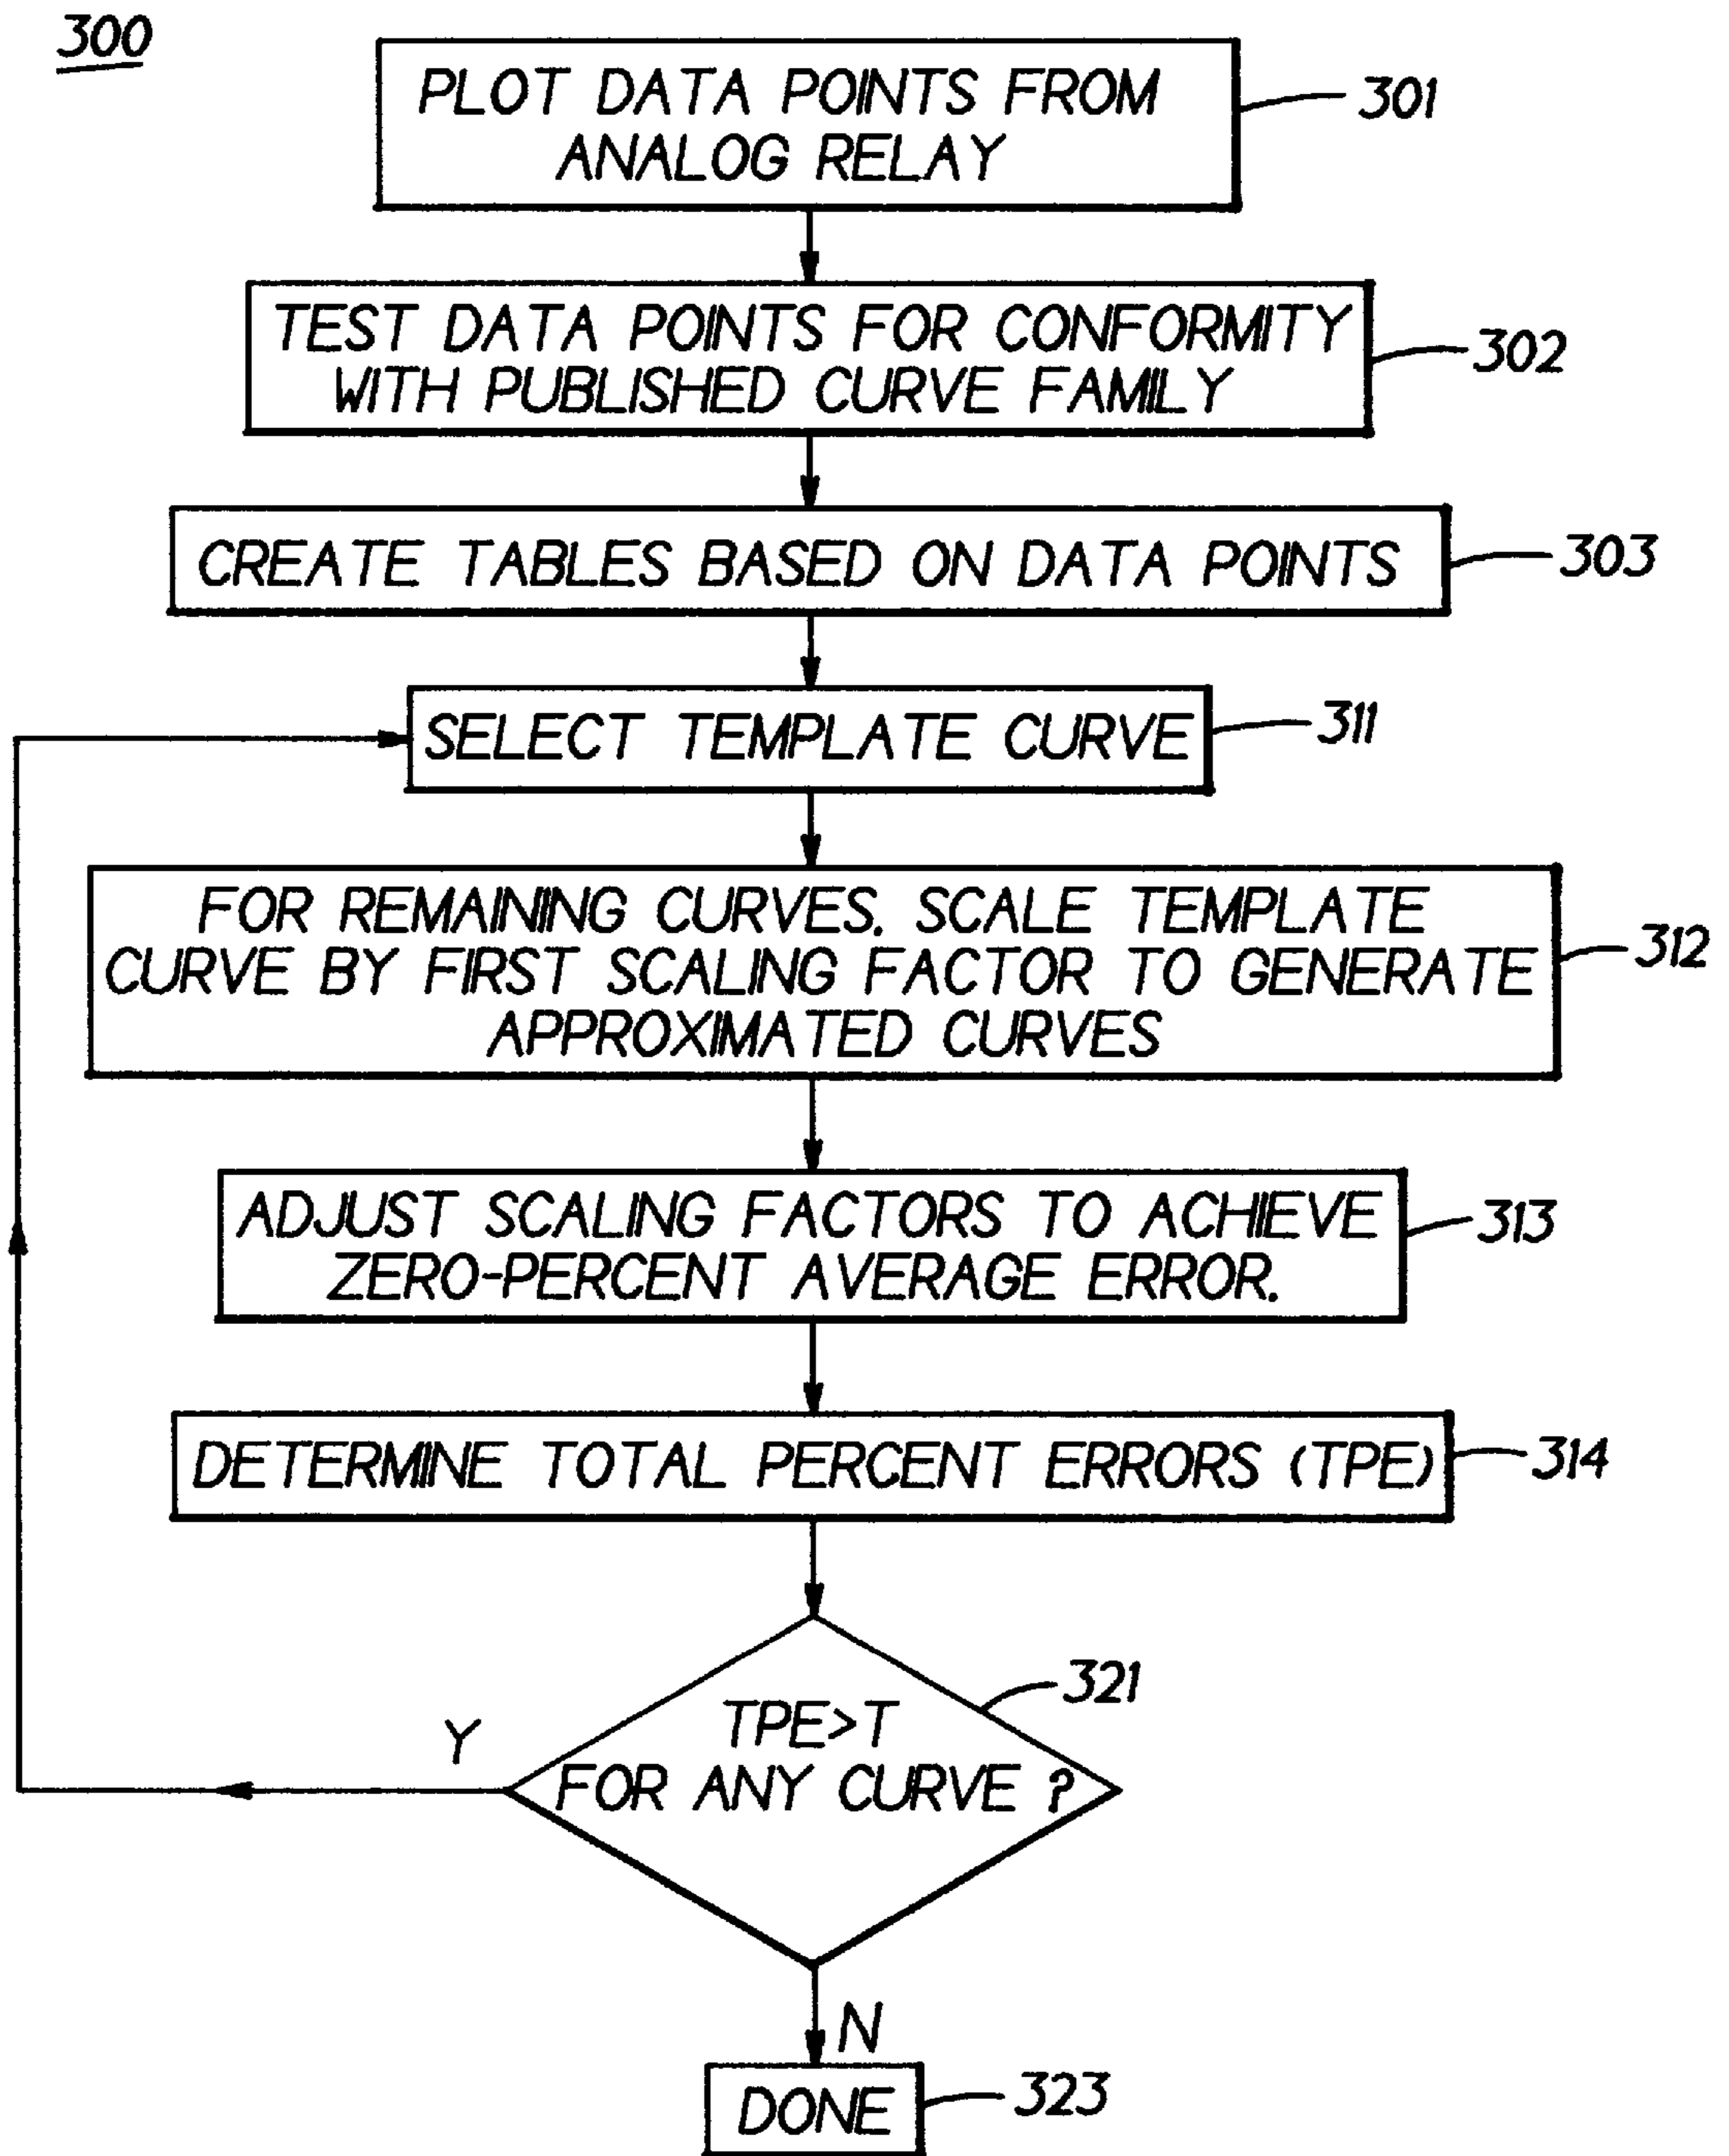 300
PLOT DATA POINTS FROM
ANALOG RELAY
301
TEST DATA POINTS FOR CONFORMITY
WITH PUBLISHED CURVE FAMILY
302
CREATE TABLES BASED ON DATA POINTS
303
SELECT TEMPLATE CURVE
311
FOR REMAINING CURVES. SCALE TEMPLATE
CURVE BY FIRST SCALING FACTOR TO GENERATE
APPROXIMATED CURVES
312
ADJUST SCALING FACTORS TO ACHIEVE
ZERO-PERCENT AVERAGE ERROR.
313
DETERMINE TOTAL PERCENT ERRORS (TPE)
314
321
TPE>T
FOR ANY CURVE ?
Y
N
DONE
323